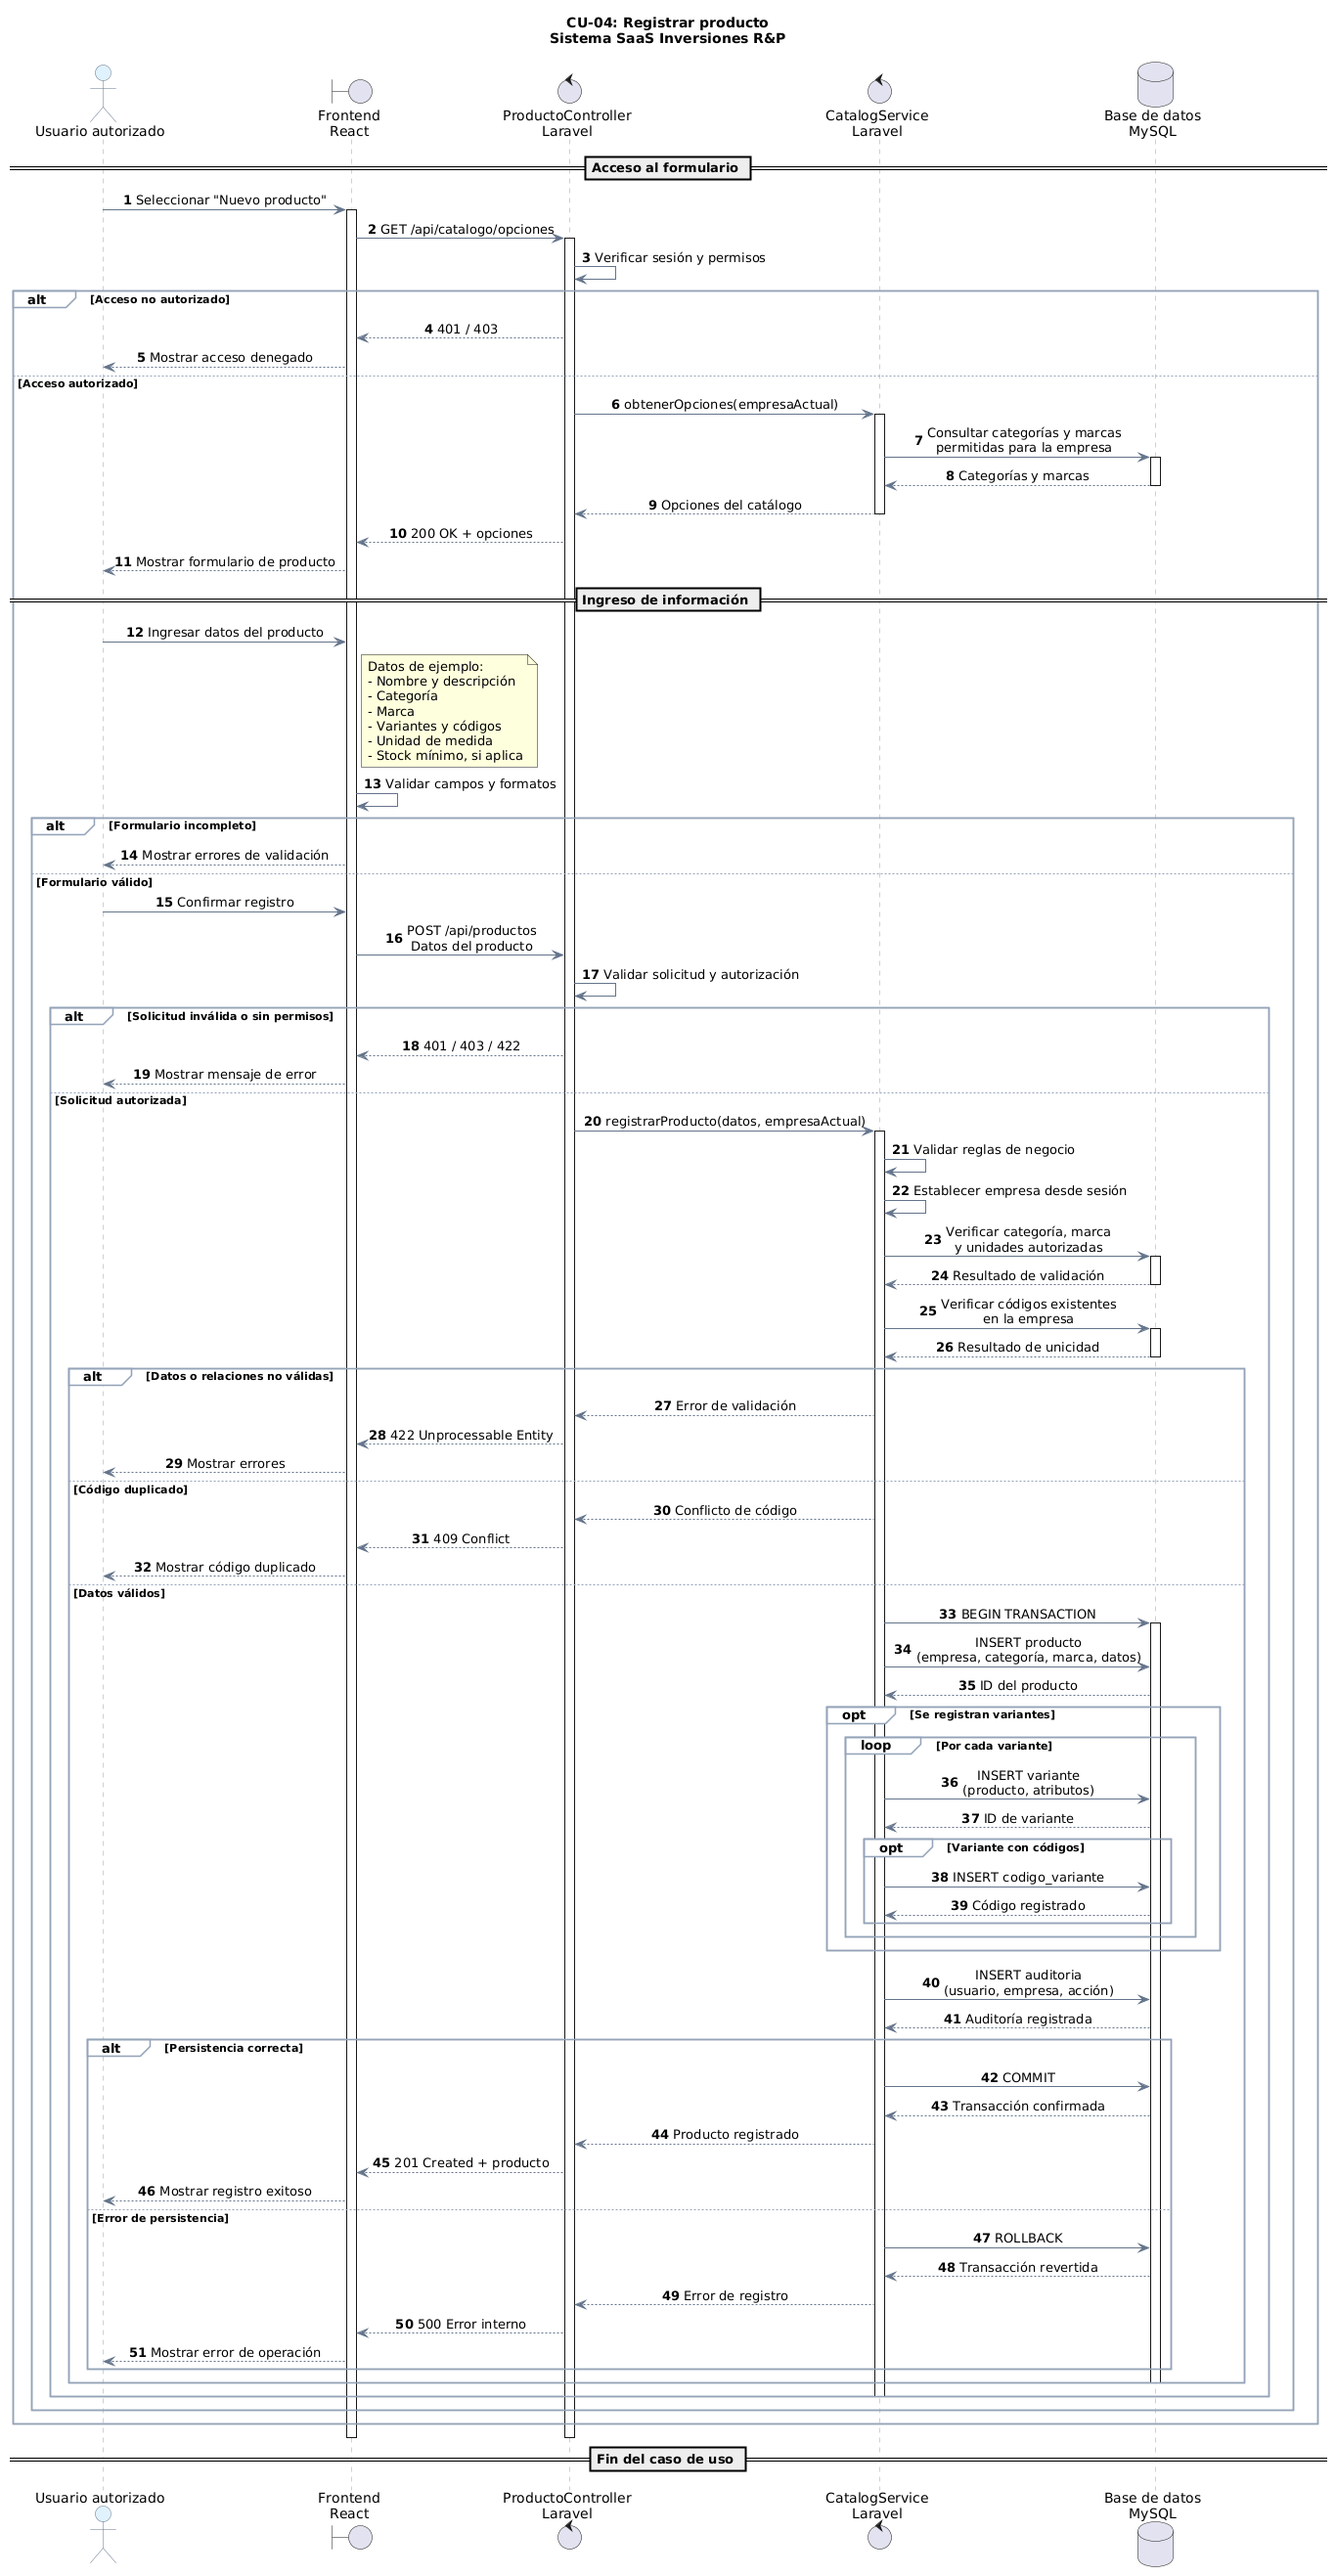 CU-04: Registrar producto
Sistema SaaS Inversiones R&P
Usuario autorizado
Frontend
React
ProductoController
Laravel
CatalogService
Laravel
Base de datos
MySQL
Acceso al formulario
1 Seleccionar "Nuevo producto"
2 GET /api/catalogo/opciones
3 Verificar sesión y permisos
alt [Acceso no autorizado]
4 401 / 403
5 Mostrar acceso denegado
[Acceso autorizado]
6 obtenerOpciones(empresaActual)
7 Consultar categorías y marcas
permitidas para la empresa
8 Categorías y marcas
9 Opciones del catálogo
10 200 OK + opciones
11 Mostrar formulario de producto
Ingreso de información
12 Ingresar datos del producto
Datos de ejemplo:
- Nombre y descripción
- Categoría
- Marca
- Variantes y códigos
- Unidad de medida
- Stock mínimo, si aplica
13 Validar campos y formatos
alt [Formulario incompleto]
14 Mostrar errores de validación
[Formulario válido]
15 Confirmar registro
16 POST /api/productos
Datos del producto
17 Validar solicitud y autorización
alt [Solicitud inválida o sin permisos]
18 401 / 403 / 422
19 Mostrar mensaje de error
[Solicitud autorizada]
20 registrarProducto(datos, empresaActual)
21 Validar reglas de negocio
22 Establecer empresa desde sesión
23 Verificar categoría, marca
y unidades autorizadas
24 Resultado de validación
25 Verificar códigos existentes
en la empresa
26 Resultado de unicidad
alt [Datos o relaciones no válidas]
27 Error de validación
28 422 Unprocessable Entity
29 Mostrar errores
[Código duplicado]
30 Conflicto de código
31 409 Conflict
32 Mostrar código duplicado
[Datos válidos]
33 BEGIN TRANSACTION
34 INSERT producto
(empresa, categoría, marca, datos)
35 ID del producto
opt [Se registran variantes]
loop [Por cada variante]
36 INSERT variante
(producto, atributos)
37 ID de variante
opt [Variante con códigos]
38 INSERT codigo_variante
39 Código registrado
40 INSERT auditoria
(usuario, empresa, acción)
41 Auditoría registrada
alt [Persistencia correcta]
42 COMMIT
43 Transacción confirmada
44 Producto registrado
45 201 Created + producto
46 Mostrar registro exitoso
[Error de persistencia]
47 ROLLBACK
48 Transacción revertida
49 Error de registro
50 500 Error interno
51 Mostrar error de operación
Fin del caso de uso
Usuario autorizado
Frontend
React
ProductoController
Laravel
CatalogService
Laravel
Base de datos
MySQL